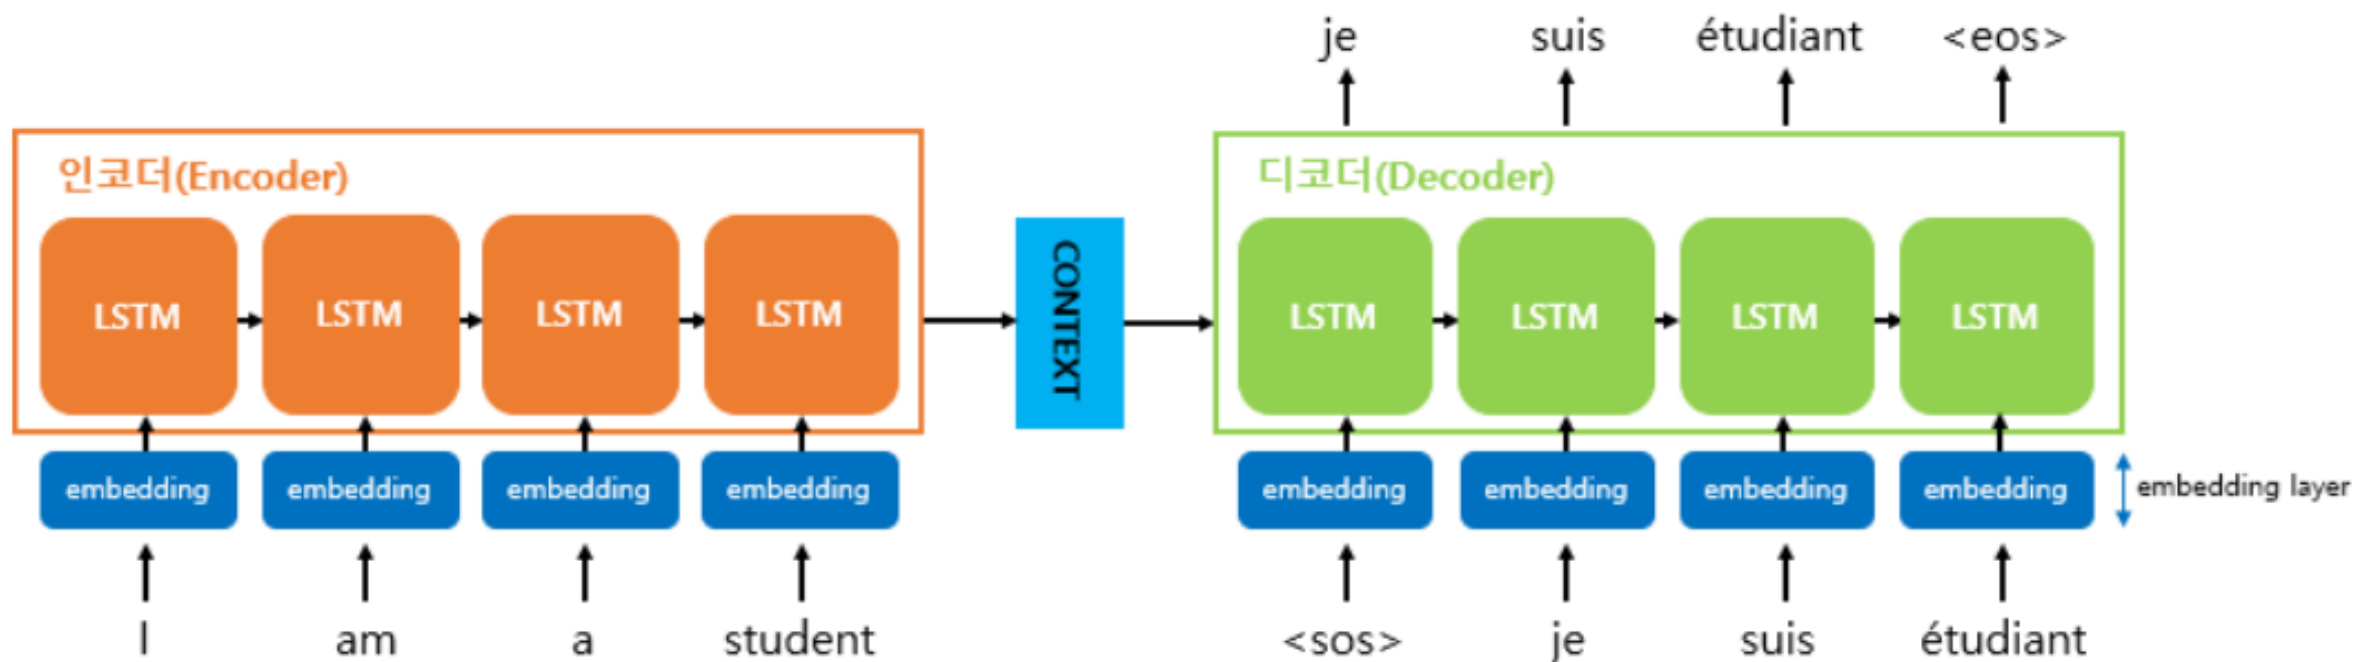 je suis étudiant <eos>
인코더(Encoder)
디코더(Decoder)
LSTM LSTM LSTM LSTM
CONTEXT
LSTM LSTM LSTM LSTM
embedding embedding embedding embedding
embedding embedding embedding embedding
embedding layer
I am a student
<sos> je suis étudiant